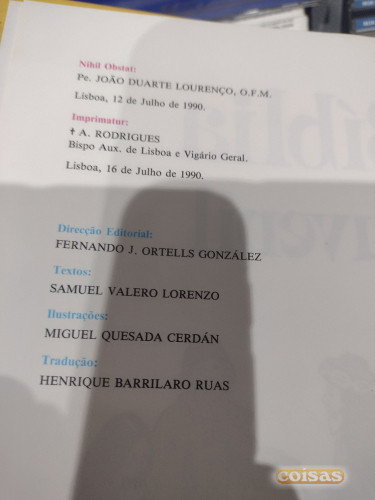 Nihil Obstat:
Pe. JOÃO DUARTE LOURENÇO, O.F.M.
Lisboa, 12 de Julho de 1990.
Imprimatur:
† A. RODRIGUES
Bispo Aux. de Lisboa e Vigário Geral.
Lisboa, 16 de Julho de 1990.
Direcção Editorial:
FERNANDO J. ORTELLS GONZÁLEZ
Textos:
SAMUEL VALERO LORENZO
Ilustrações:
MIGUEL QUESADA CERDÁN
Tradução:
HENRIQUE BARRILARO RUAS
coisas